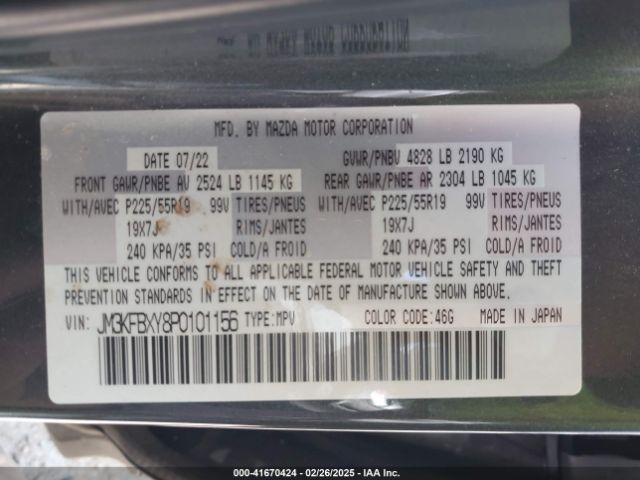 MFD. BY MAZDA MOTOR CORPORATION
DATE 07/22 GVWR/PNBV 4828 LB 2190 KG
FRONT GAWR/PNBE AV 2524 LB 1145 KG REAR GAWR/PNBE AR 2304 LB 1045 KG
WITH/AVEC P225/55R19 99V TIRES/PNEUS WITH/AVEC P225/55R19 99V TIRES/PNEUS
19X7J RIMS/JANTES 19X7J RIMS/JANTES
240 KPA/35 PSI COLD/A FROID 240 KPA/35 PSI COLD/A FROID
THIS VEHICLE CONFORMS TO ALL APPLICABLE FEDERAL MOTOR VEHICLE SAFETY AND THEFT
PREVENTION STANDARDS IN EFFECT ON THE DATE OF MANUFACTURE SHOWN ABOVE.
VIN: JM3KFBXY8P0101156 TYPE:MPV COLOR CODE:46G MADE IN JAPAN
000-41670424 - 02/26/2025 - IAA Inc.